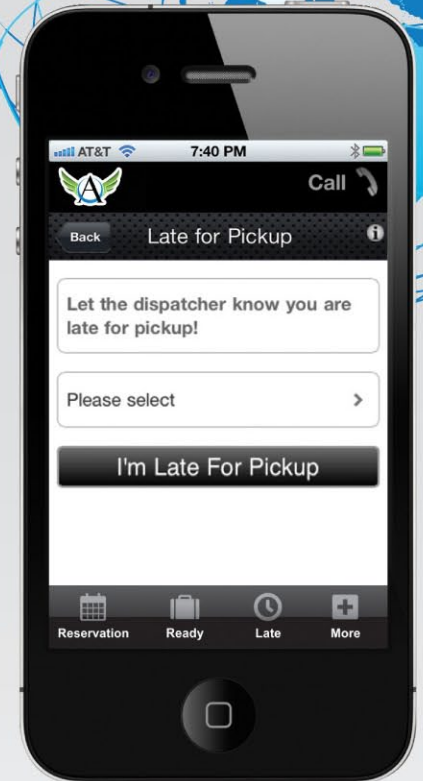 AT&T 7:40 PM
A Call
Back Late for Pickup i
Let the dispatcher know you are
late for pickup!
Please select >
I'm Late For Pickup
Reservation Ready Late More